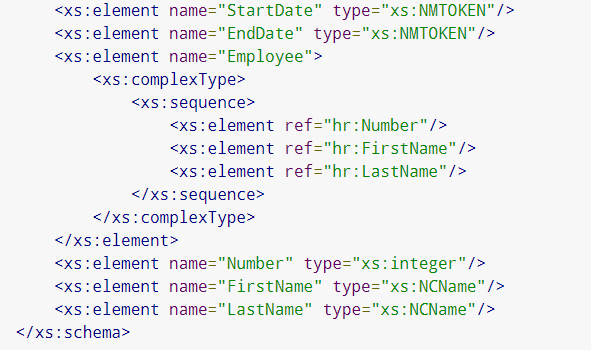 <xs:element name="StartDate" type="xs:NMTOKEN"/>
<xs:element name="EndDate" type="xs:NMTOKEN"/>
<xs:element name="Employee">
<xs:complexType>
<xs:sequence>
<xs:element ref="hr:Number"/>
<xs:element ref="hr:FirstName"/>
<xs:element ref="hr:LastName"/>
</xs:sequence>
</xs:complexType>
</xs:element>
<xs:element name="Number" type="xs:integer"/>
<xs:element name="FirstName" type="xs:NCName"/>
<xs:element name="LastName" type="xs:NCName"/>
</xs:schema>